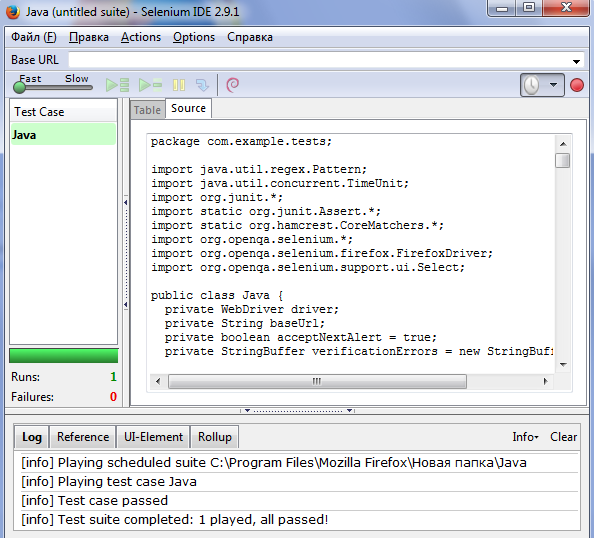 Java (untitled suite) - Selenium IDE 2.9.1
Файл (F) Правка Actions Options Справка
Base URL
Fast Slow
Test Case
Table Source
Java
package com.example.tests;
import java.util.regex.Pattern;
import java.util.concurrent.TimeUnit;
import org.junit.*;
import static org.junit.Assert.*;
import static org.hamcrest.CoreMatchers.*;
import org.openqa.selenium.*;
import org.openqa.selenium.firefox.FirefoxDriver;
import org.openqa.selenium.support.ui.Select;
public class Java {
private WebDriver driver;
private String baseUrl;
private boolean acceptNextAlert = true;
private StringBuffer verificationErrors = new StringBuff
Runs: 1
Failures: 0
Log Reference UI-Element Rollup Info Clear
[info] Playing scheduled suite C:\Program Files\Mozilla Firefox\Новая папка\Java
[info] Playing test case Java
[info] Test case passed
[info] Test suite completed: 1 played, all passed!